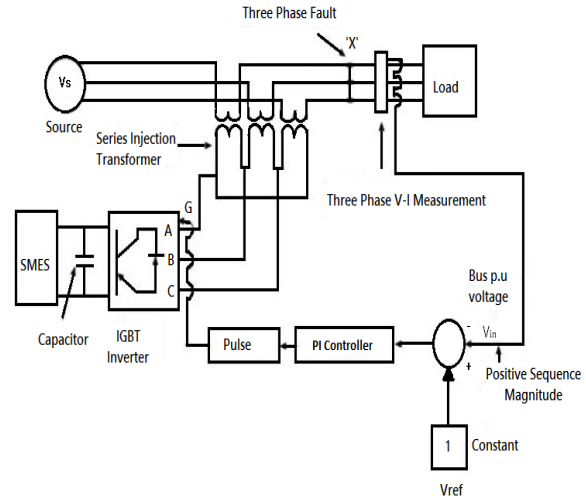 Three Phase Fault
'X'
Vs
Load
Source
Series Injection
Transformer
Three Phase V-I Measurement
G
A
SMES
B
C
Bus p.u
voltage
Capacitor
IGBT
Inverter
Pulse
PI Controller
-
Vin
+
Positive Sequence
Magnitude
1
Constant
Vref